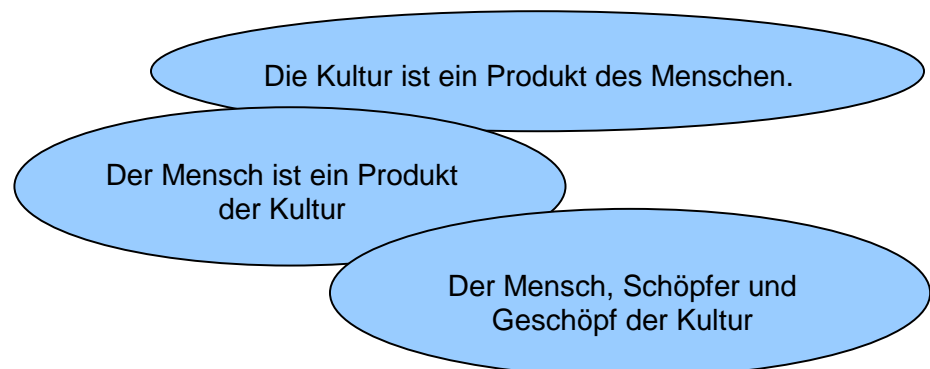 Die Kultur ist ein Produkt des Menschen.
Der Mensch ist ein Produkt
der Kultur
Der Mensch, Schöpfer und
Geschöpf der Kultur